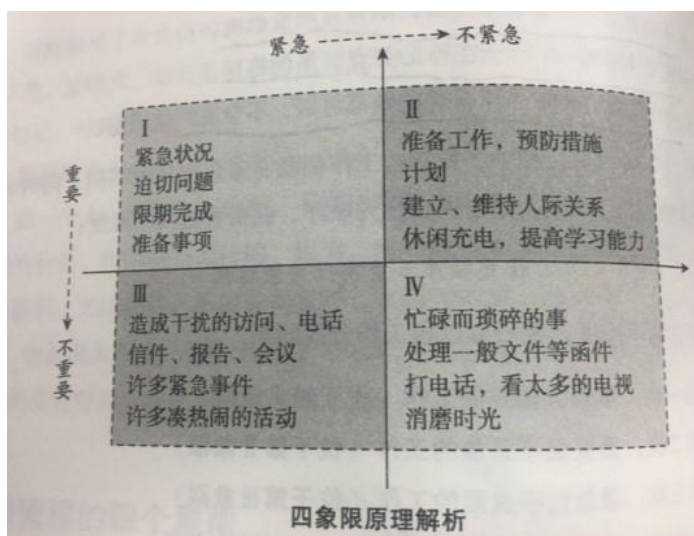 紧急 不紧急
重要
不重要
Ⅰ
紧急状况
迫切问题
限期完成
准备事项
Ⅱ
准备工作，预防措施
计划
建立、维持人际关系
休闲充电，提高学习能力
Ⅲ
造成干扰的访问、电话
信件、报告、会议
许多紧急事件
许多凑热闹的活动
Ⅳ
忙碌而琐碎的事
处理一般文件等函件
打电话，看太多的电视
消磨时光
四象限原理解析